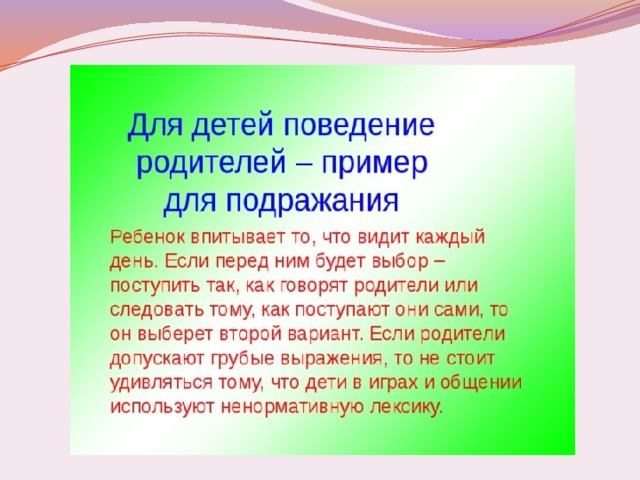 Для детей поведение
родителей – пример
для подражания
Ребенок впитывает то, что видит каждый
день. Если перед ним будет выбор –
поступить так, как говорят родители или
следовать тому, как поступают они сами, то
он выберет второй вариант. Если родители
допускают грубые выражения, то не стоит
удивляться тому, что дети в играх и общении
используют ненормативную лексику.